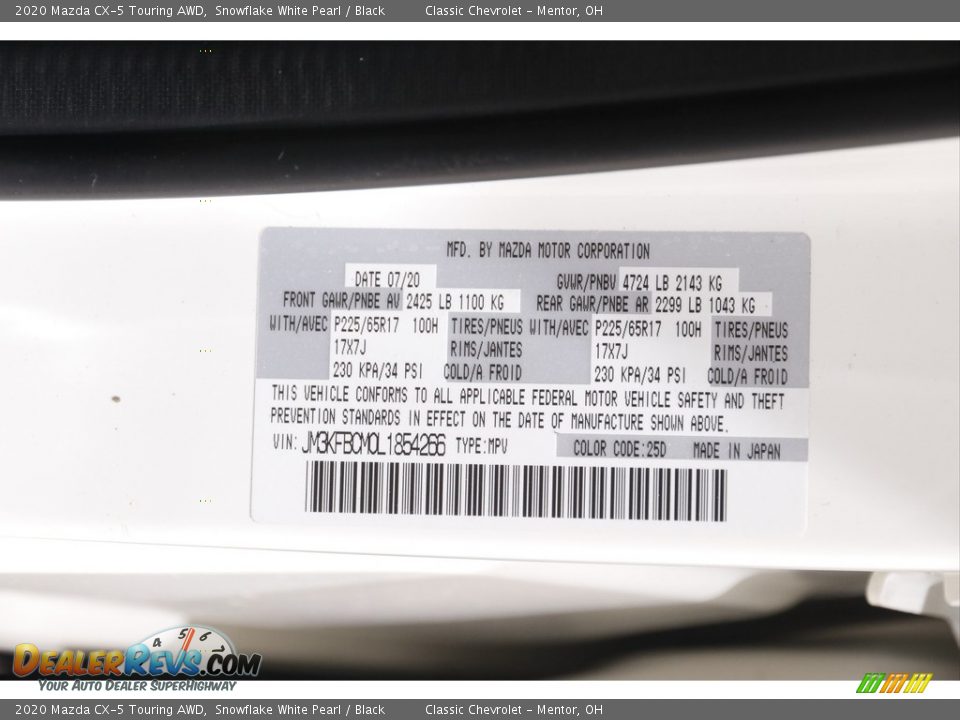 2020 Mazda CX-5 Touring AWD, Snowflake White Pearl / Black Classic Chevrolet - Mentor, OH
MFD. BY MAZDA MOTOR CORPORATION
DATE 07/20 GVWR/PNBV 4724 LB 2143 KG
FRONT GAWR/PNBE AV 2425 LB 1100 KG REAR GAWR/PNBE AR 2299 LB 1043 KG
WITH/AVEC P225/65R17 100H TIRES/PNEUS WITH/AVEC P225/65R17 100H TIRES/PNEUS
17X7J RIMS/JANTES 17X7J RIMS/JANTES
230 KPA/34 PSI COLD/A FROID 230 KPA/34 PSI COLD/A FROID
THIS VEHICLE CONFORMS TO ALL APPLICABLE FEDERAL MOTOR VEHICLE SAFETY AND THEFT
PREVENTION STANDARDS IN EFFECT ON THE DATE OF MANUFACTURE SHOWN ABOVE.
VIN: JM3KFBCM0L1854266 TYPE:MPV COLOR CODE:25D MADE IN JAPAN
4 5 6
DEALERREVS.COM
YOUR AUTO DEALER SUPERHIGHWAY
2020 Mazda CX-5 Touring AWD, Snowflake White Pearl / Black Classic Chevrolet - Mentor, OH